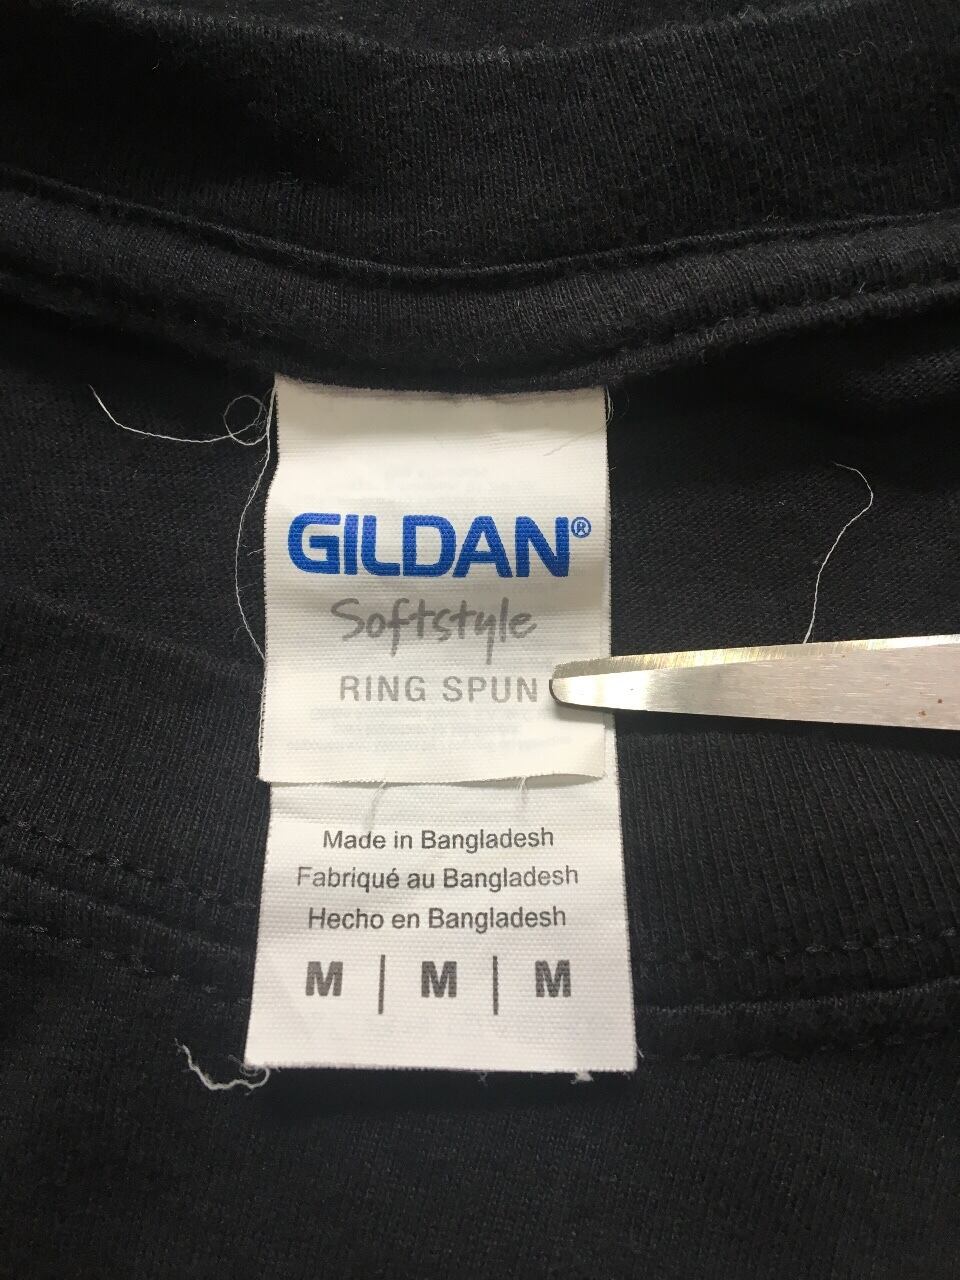 GILDAN®
Softstyle
RING SPUN
Made in Bangladesh
Fabriqué au Bangladesh
Hecho en Bangladesh
M | M | M